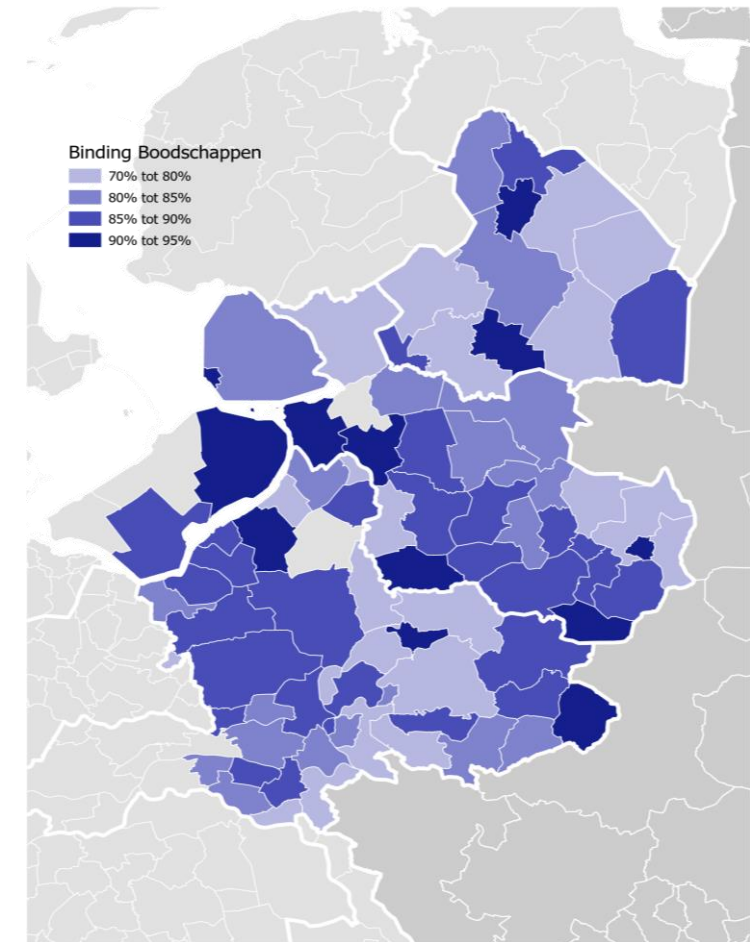 Binding Boodschappen
70% tot 80%
80% tot 85%
85% tot 90%
90% tot 95%